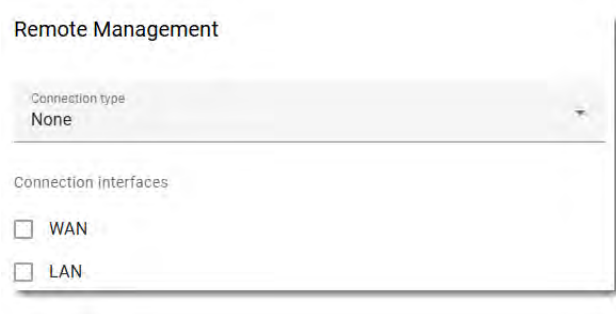 Remote Management
Connection type
None
Connection interfaces
WAN
LAN